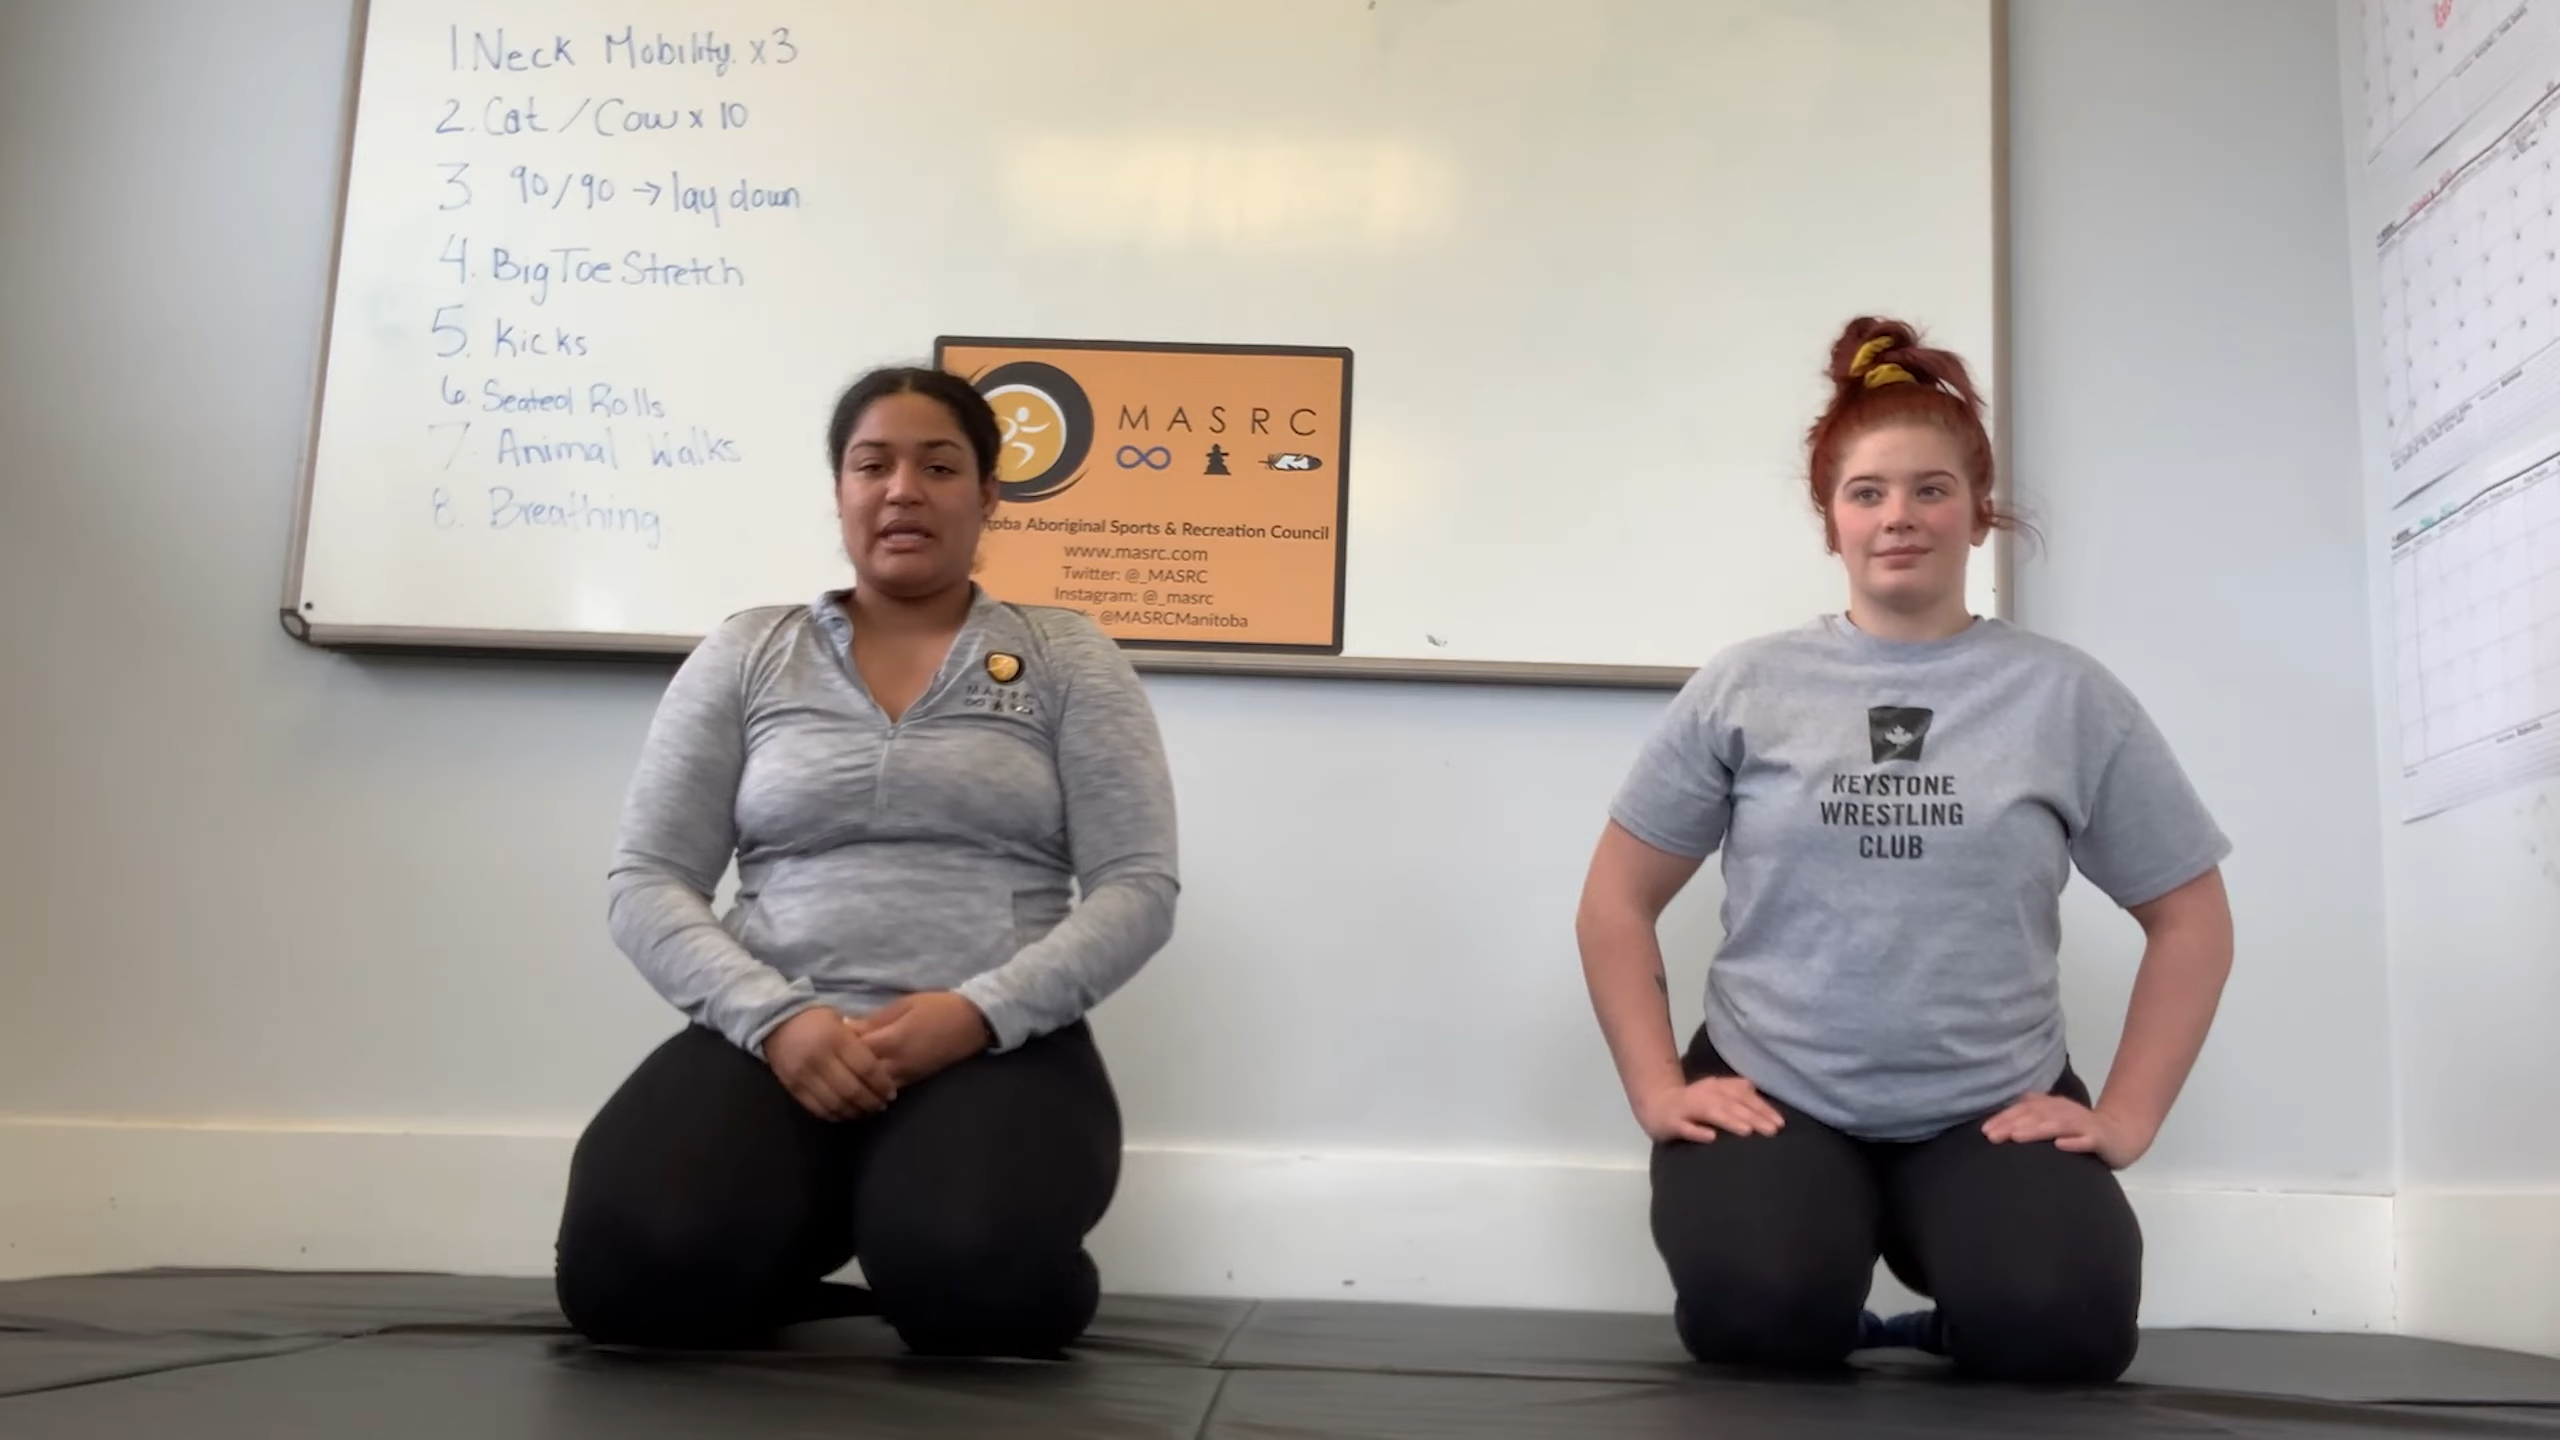 1. Neck Mobility. x3
2. Cat / Cow x 10
3. 90/90 → lay down
4. Big Toe Stretch
5. Kicks
6. Seated Rolls
7. Animal Walks
8. Breathing
MASRC
toba Aboriginal Sports & Recreation Council
www.masrc.com
Twitter: @_MASRC
Instagram: @_masrc
@MASRCManitoba
MASRC
KEYSTONE
WRESTLING
CLUB